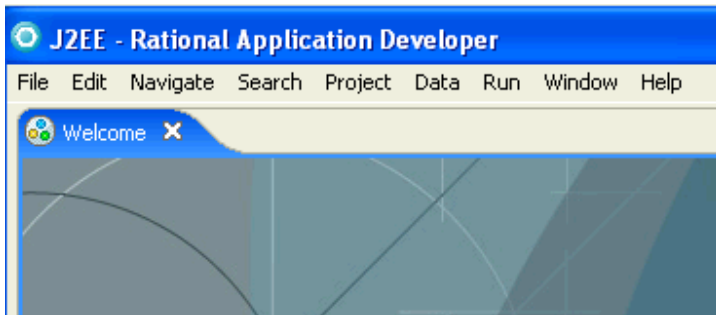 J2EE - Rational Application Developer
File Edit Navigate Search Project Data Run Window Help
Welcome